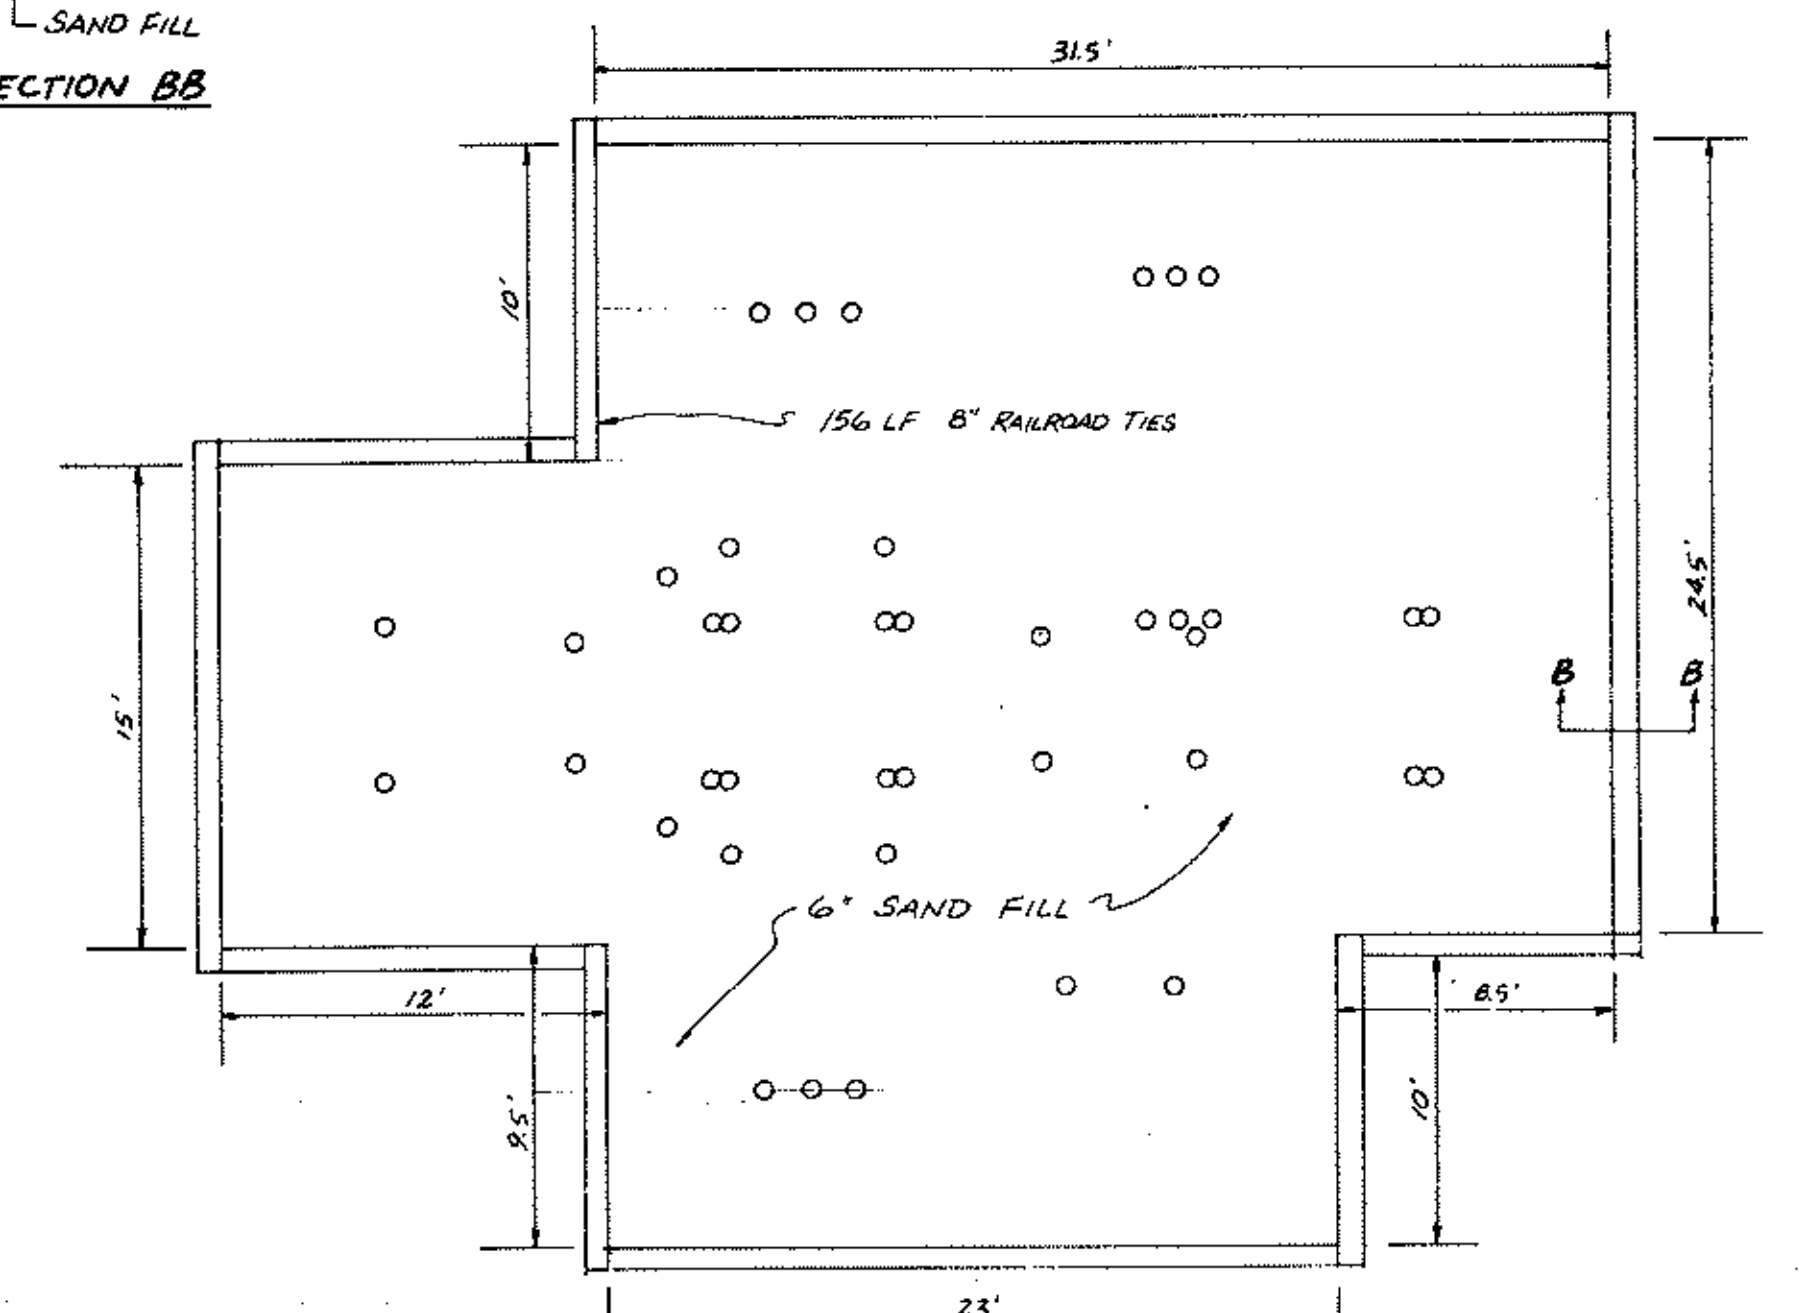 SAND FILL
ECTION BB
31.5'
10'
156 LF 8" RAILROAD TIES
24.5'
15'
B B
6" SAND FILL
12'
8.5'
9.5'
10'
23'